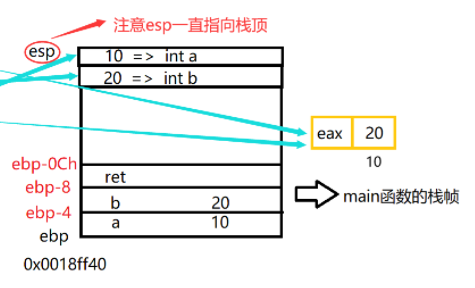 注意esp一直指向栈顶
esp
10 => int a
20 => int b
eax 20
10
ebp-0Ch
ret
ebp-8
b 20
main函数的栈帧
ebp-4
a 10
ebp
0x0018ff40